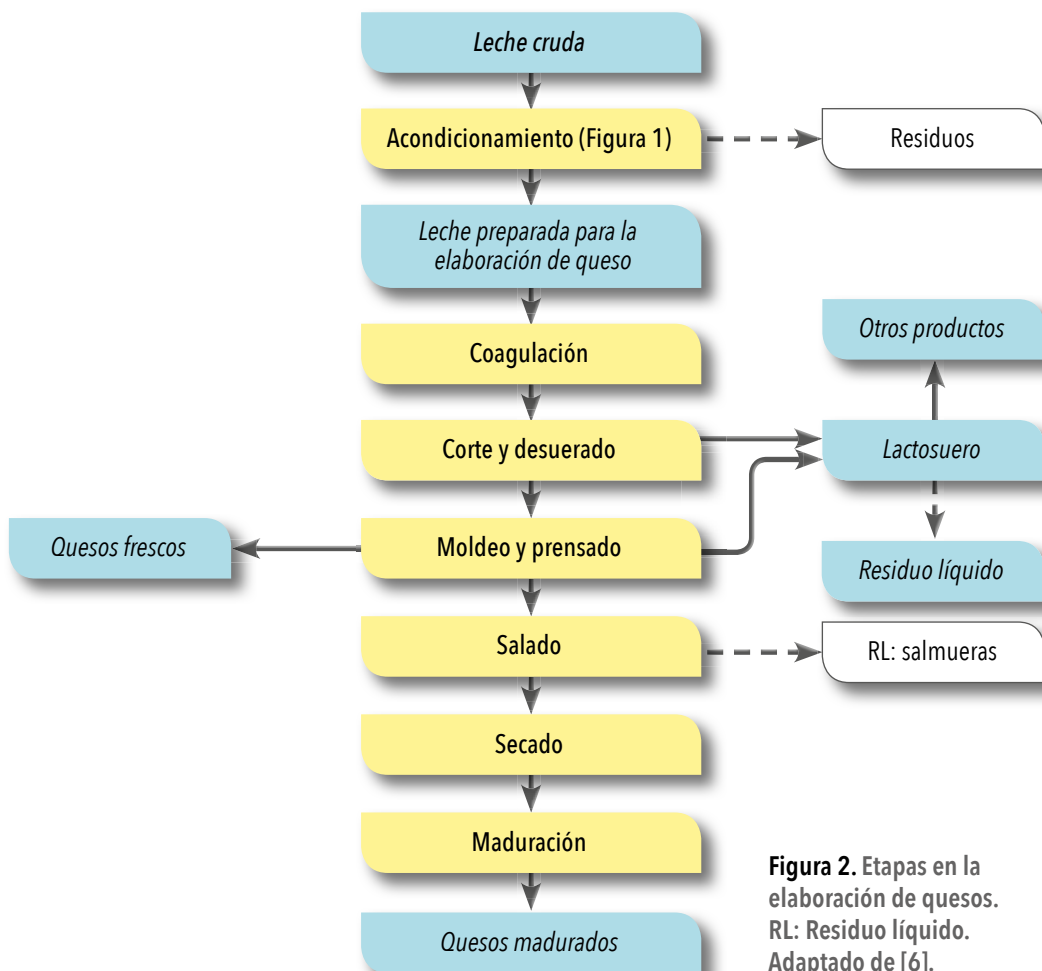 Leche cruda
Acondicionamiento (Figura 1)
Residuos
Leche preparada para la
elaboración de queso
Coagulación
Otros productos
Corte y desuerado
Lactosuero
Quesos frescos
Moldeo y prensado
Residuo líquido
Salado
RL: salmueras
Secado
Maduración
Quesos madurados
Figura 2. Etapas en la
elaboración de quesos.
RL: Residuo líquido.
Adaptado de [6].